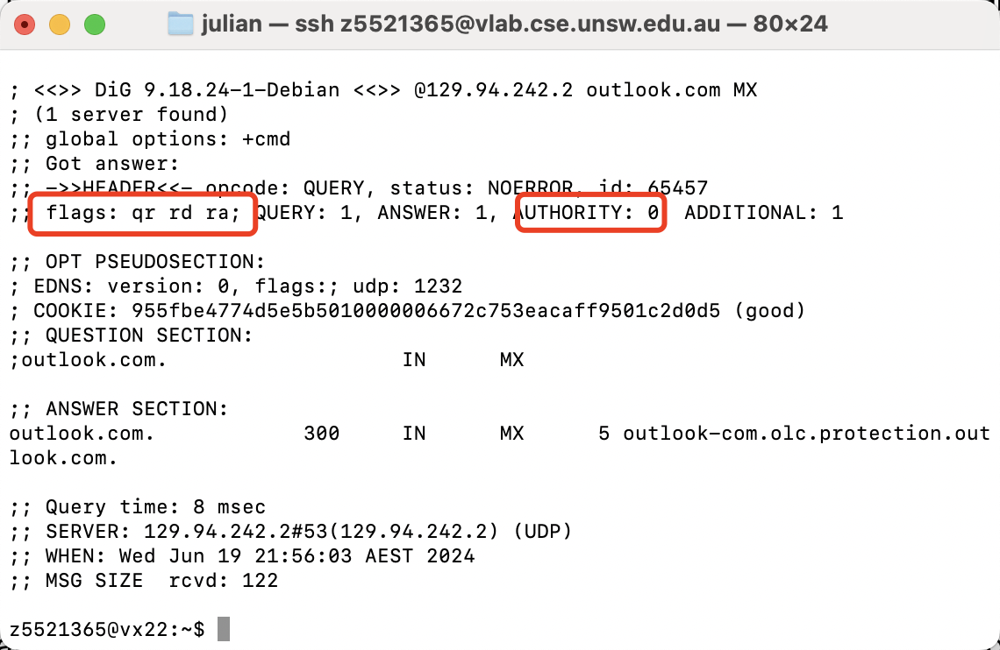 julian — ssh z5521365@vlab.cse.unsw.edu.au — 80×24
; <<>> DiG 9.18.24-1-Debian <<>> @129.94.242.2 outlook.com MX
; (1 server found)
;; global options: +cmd
;; Got answer:
;; ->>HEADER<<- opcode: QUERY, status: NOERROR, id: 65457
;; flags: qr rd ra; QUERY: 1, ANSWER: 1, AUTHORITY: 0, ADDITIONAL: 1
;; OPT PSEUDOSECTION:
; EDNS: version: 0, flags:; udp: 1232
; COOKIE: 955fbe4774d5e5b5010000006672c753eacaff9501c2d0d5 (good)
;; QUESTION SECTION:
;outlook.com. IN MX
;; ANSWER SECTION:
outlook.com. 300 IN MX 5 outlook-com.olc.protection.out
look.com.
;; Query time: 8 msec
;; SERVER: 129.94.242.2#53(129.94.242.2) (UDP)
;; WHEN: Wed Jun 19 21:56:03 AEST 2024
;; MSG SIZE rcvd: 122
z5521365@vx22:~$